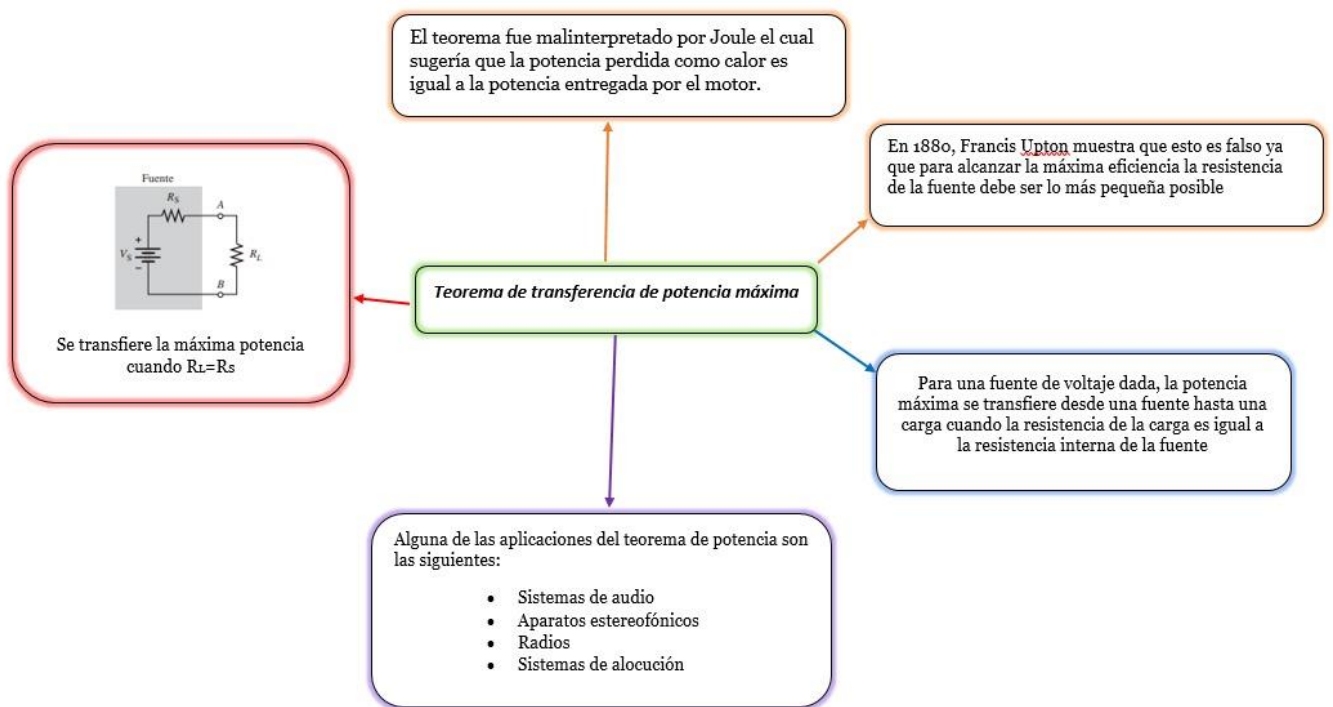 El teorema fue malinterpretado por Joule el cual
sugería que la potencia perdida como calor es
igual a la potencia entregada por el motor.
En 1880, Francis Upton muestra que esto es falso ya
que para alcanzar la máxima eficiencia la resistencia
de la fuente debe ser lo más pequeña posible
Fuente
RS
A
VS
+
−
RL
B
Se transfiere la máxima potencia
cuando RL=RS
Teorema de transferencia de potencia máxima
Para una fuente de voltaje dada, la potencia
máxima se transfiere desde una fuente hasta una
carga cuando la resistencia de la carga es igual a
la resistencia interna de la fuente
Alguna de las aplicaciones del teorema de potencia son
las siguientes:
• Sistemas de audio
• Aparatos estereofónicos
• Radios
• Sistemas de alocución